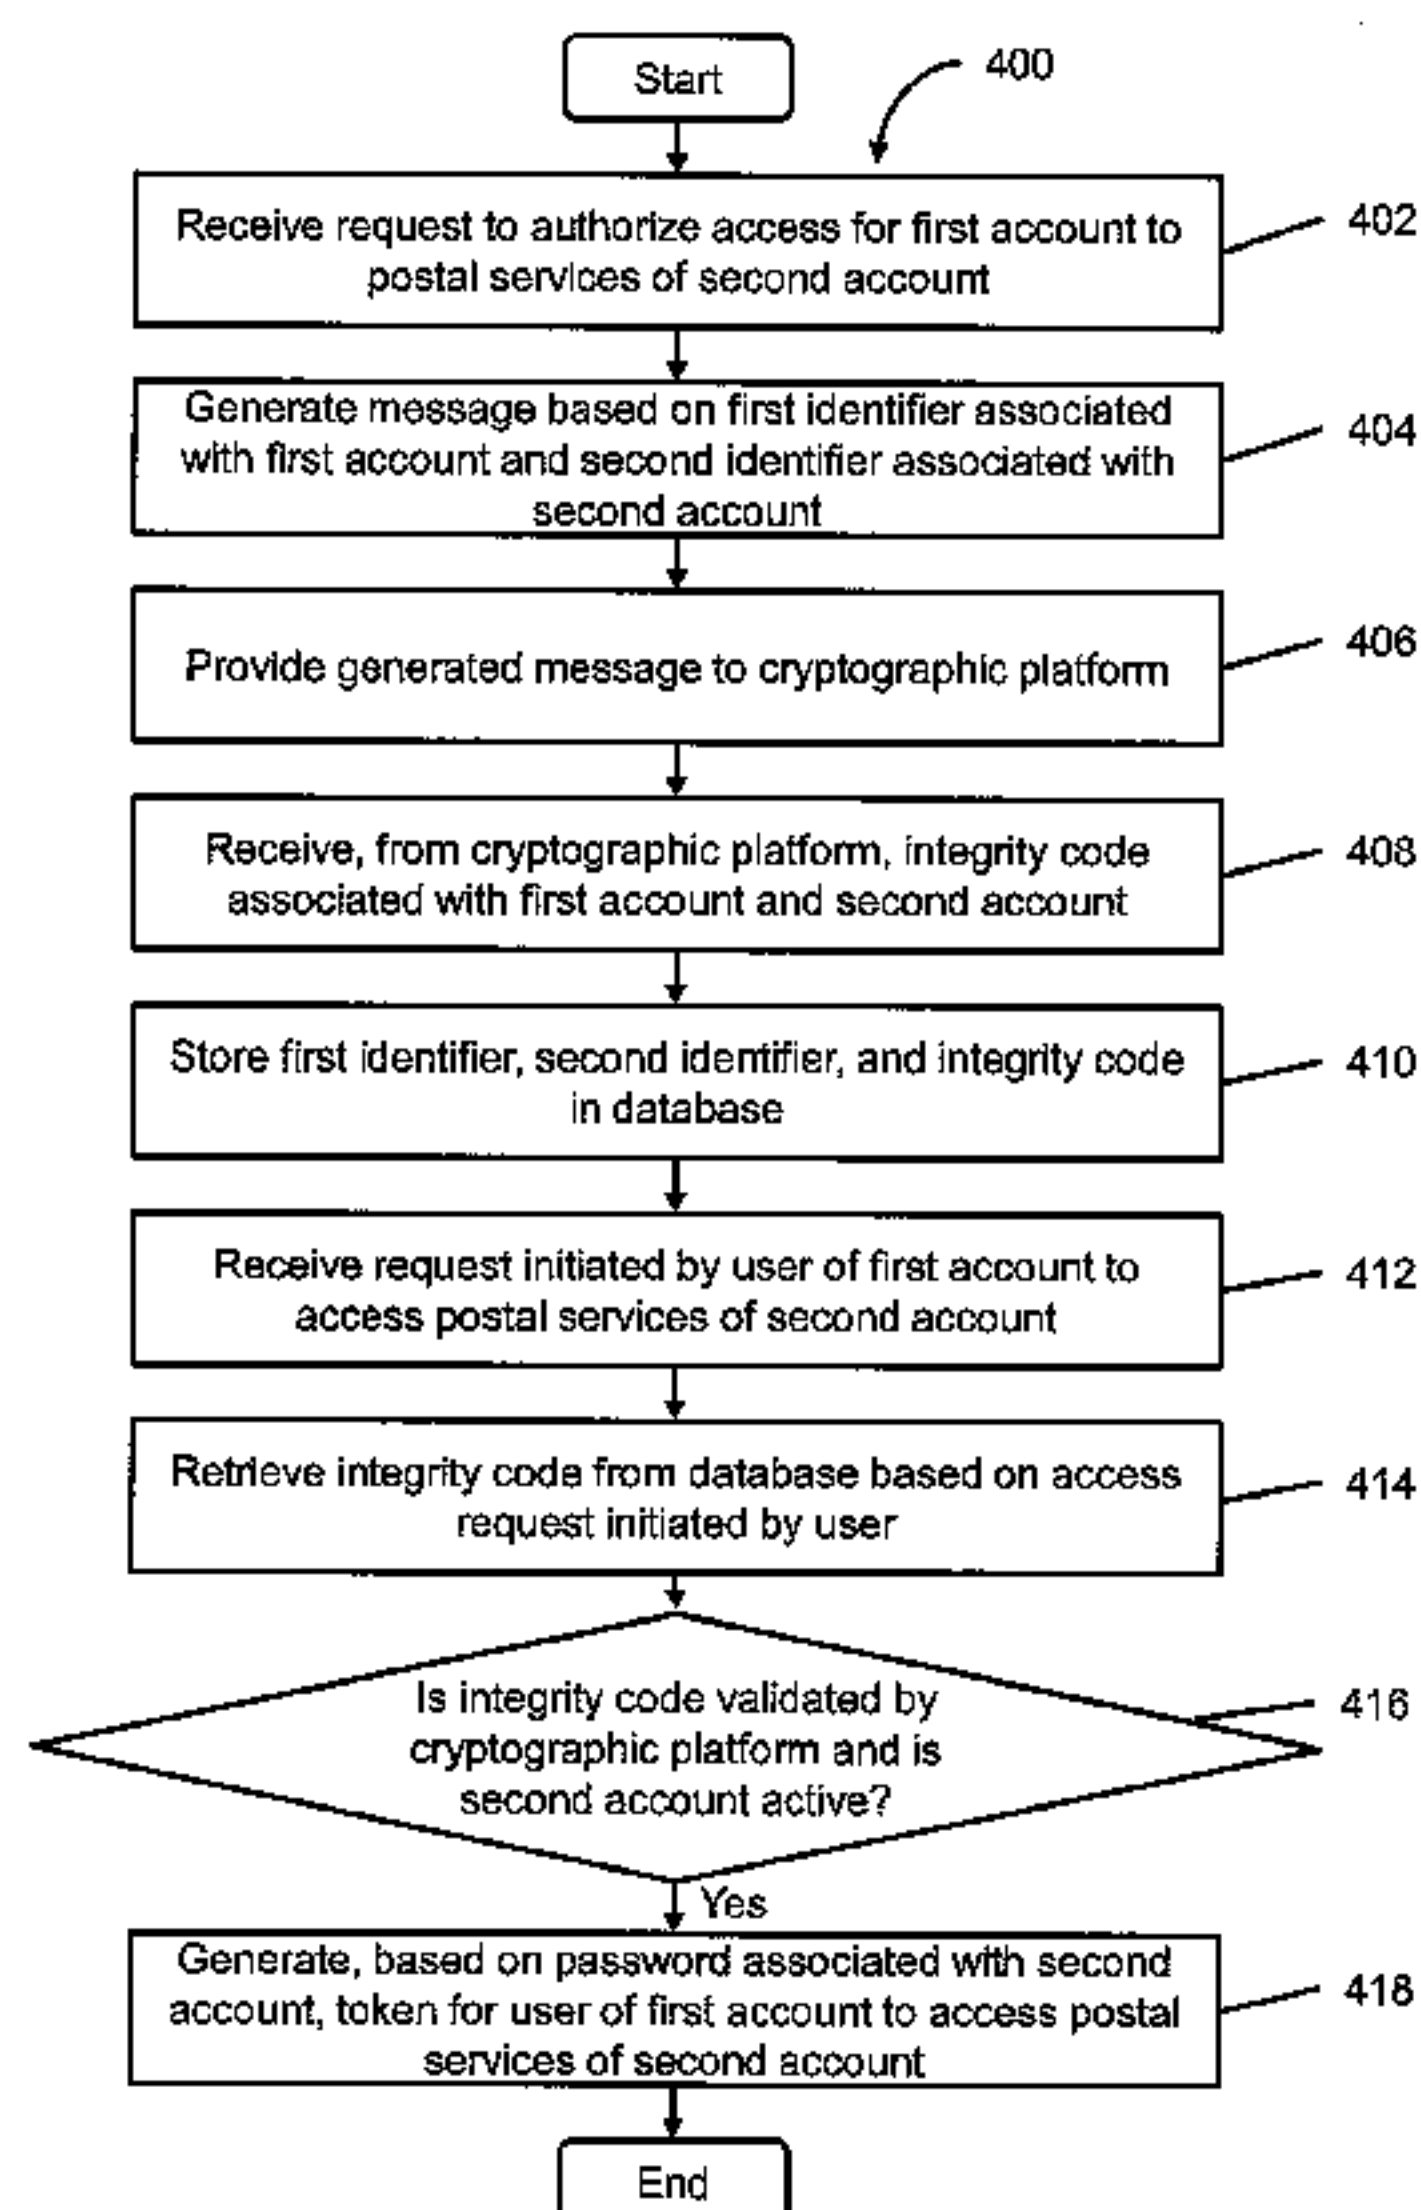 Start
400
Receive request to authorize access for first account to
postal services of second account
402
Generate message based on first identifier associated
with first account and second identifier associated with
second account
404
Provide generated message to cryptographic platform
406
Receive, from cryptographic platform, integrity code
associated with first account and second account
408
Store first identifier, second identifier, and integrity code
in database
410
Receive request initiated by user of first account to
access postal services of second account
412
Retrieve integrity code from database based on access
request initiated by user
414
Is integrity code validated by
cryptographic platform and is
second account active?
416
Yes
Generate, based on password associated with second
account, token for user of first account to access postal
services of second account
418
End